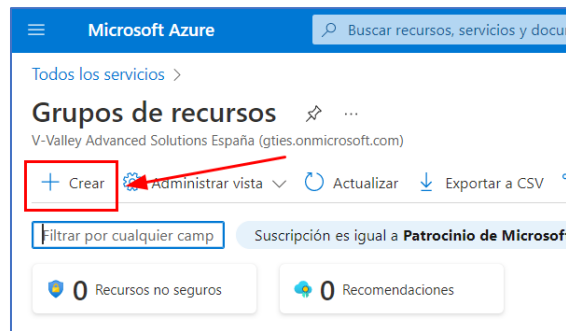 Microsoft Azure Buscar recursos, servicios y docu
Todos los servicios >
Grupos de recursos ...
V-Valley Advanced Solutions España (gties.onmicrosoft.com)
+ Crear Administrar vista Actualizar Exportar a CSV
Filtrar por cualquier camp Suscripción es igual a Patrocinio de Microsof
0 Recursos no seguros 0 Recomendaciones